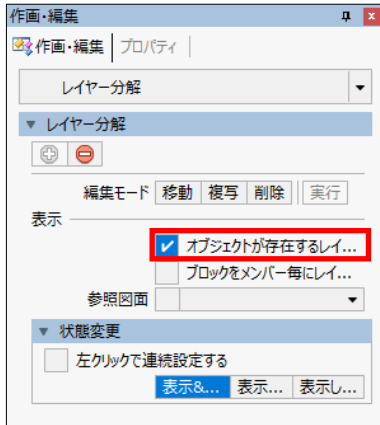 作画・編集
作画・編集 プロパティ
レイヤー分解
レイヤー分解
編集モード 移動 複写 削除 実行
表示
オブジェクトが存在するレイ...
ブロックをメンバー毎にレイ...
参照図面
状態変更
左クリックで連続設定する
表示&... 表示... 表示し...